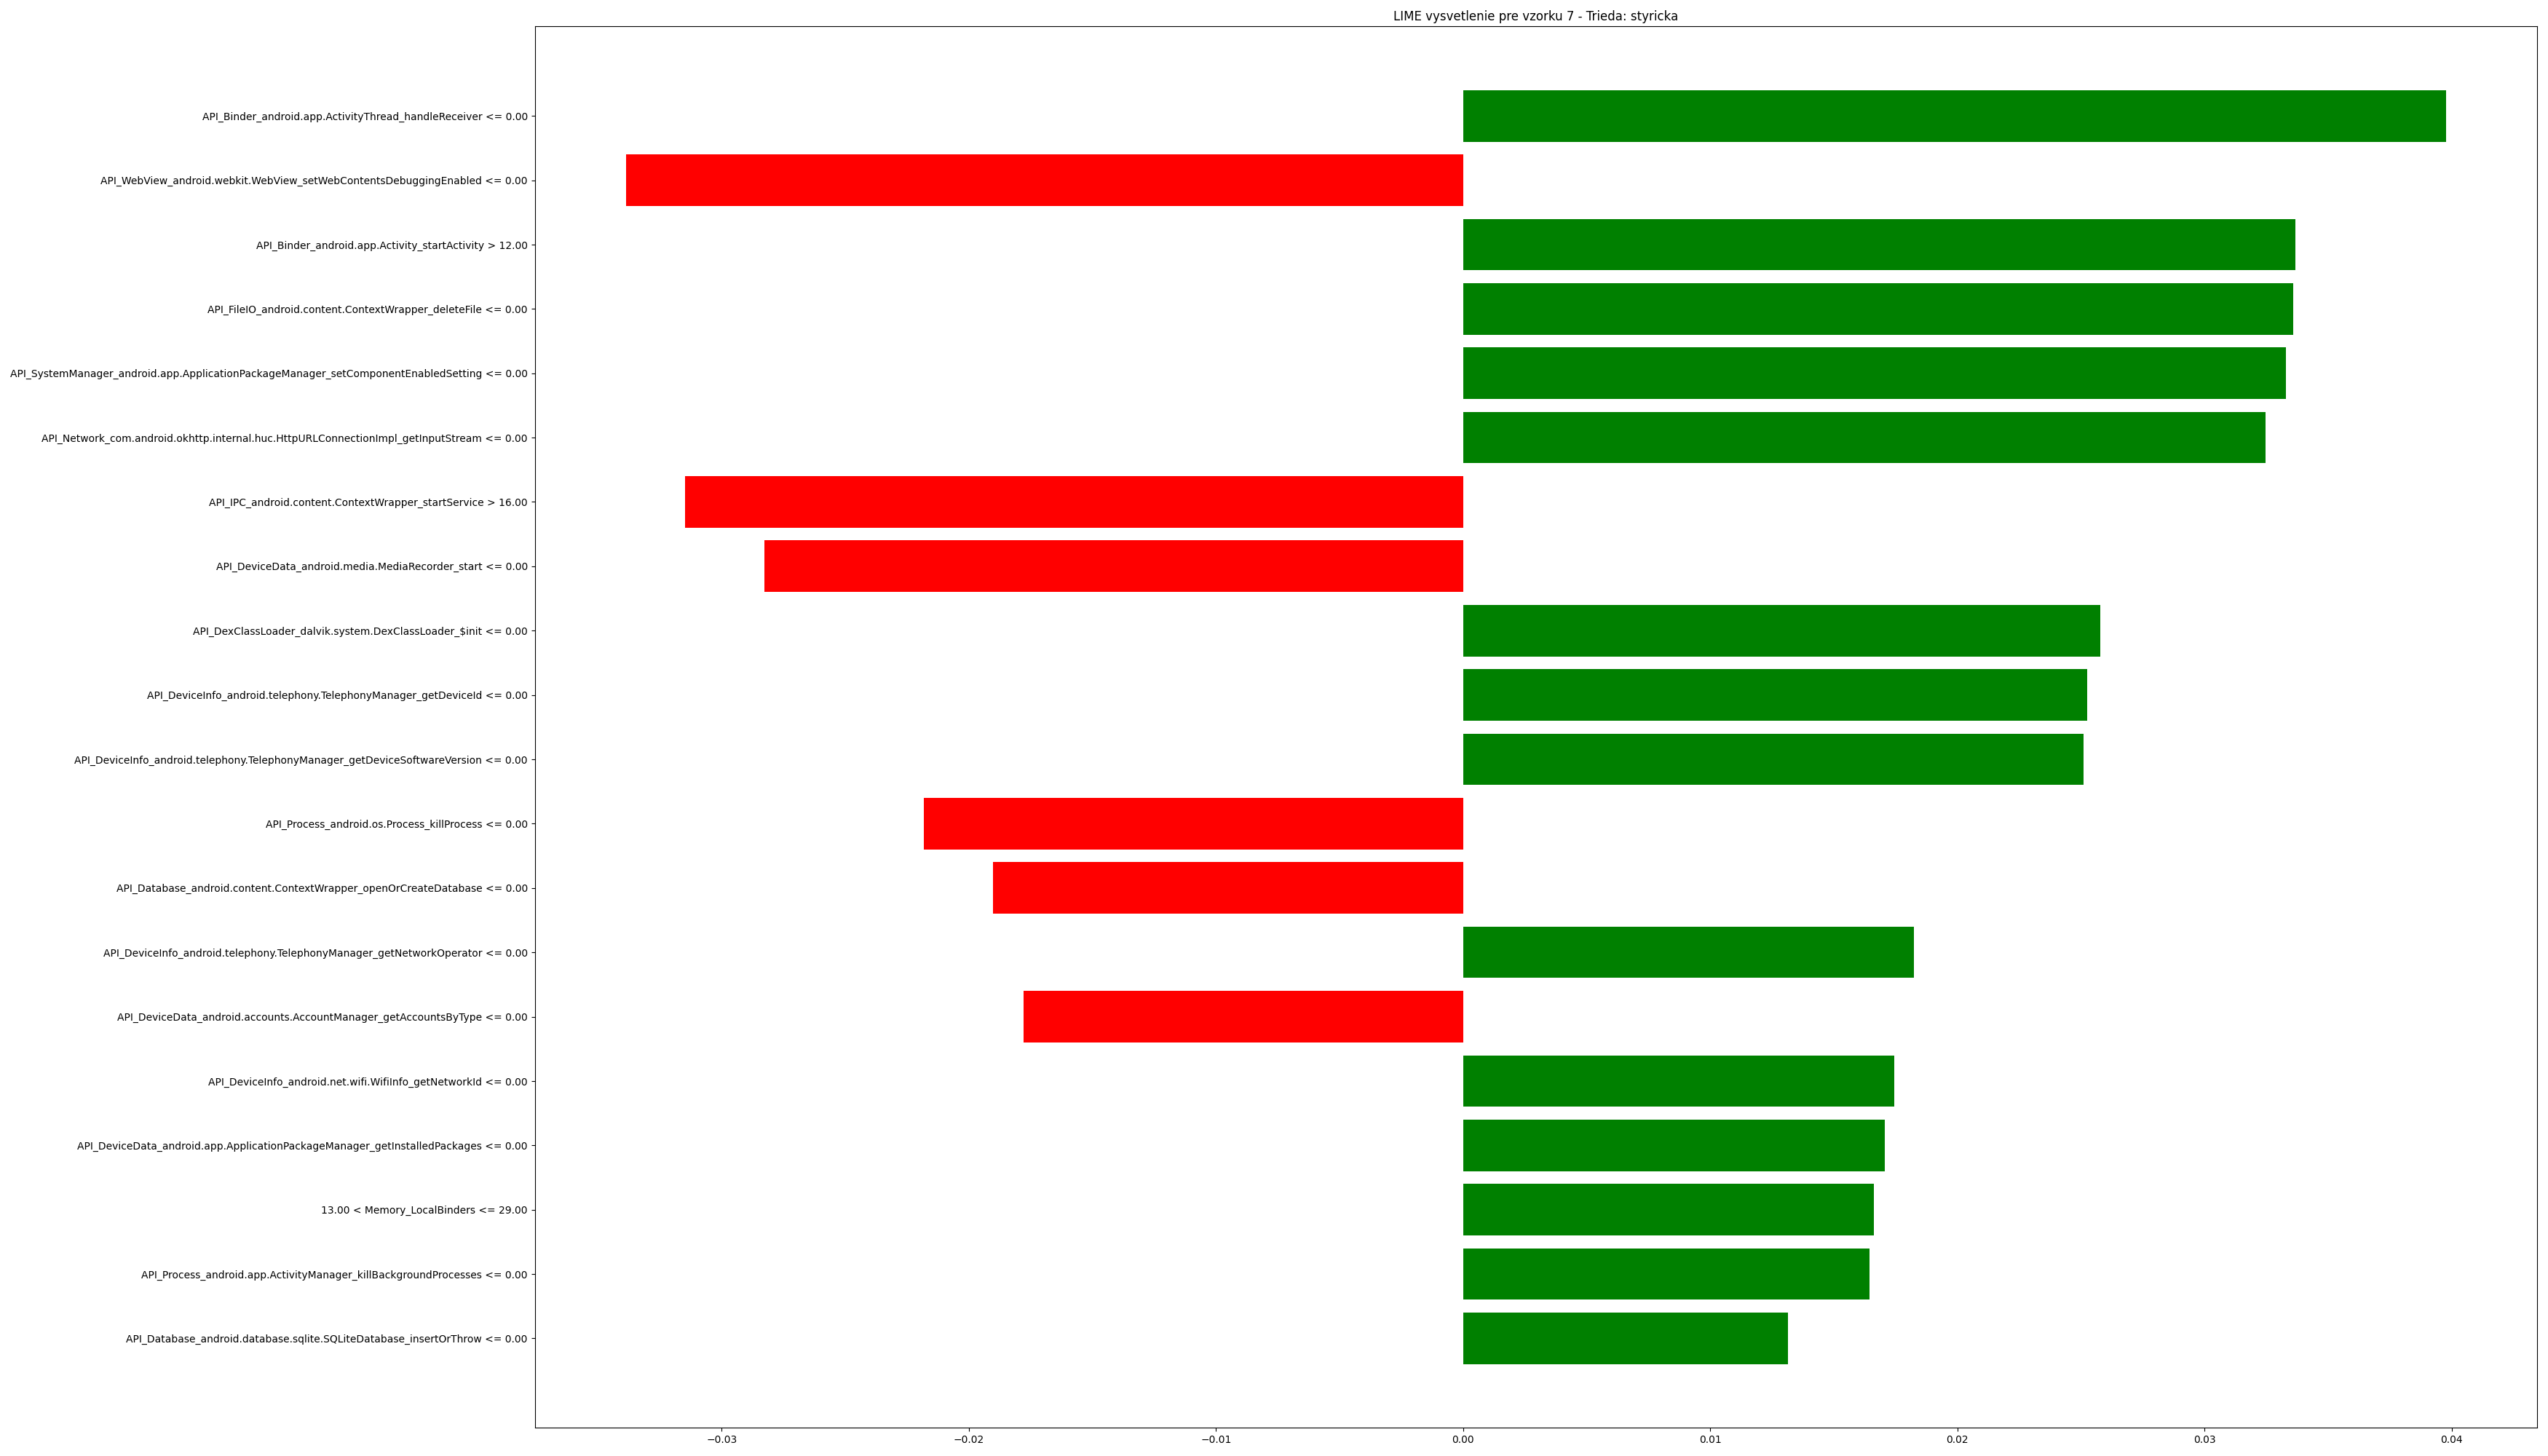 LIME vysvetlenie pre vzorku 7 - Trieda: styricka
API_Binder_android.app.ActivityThread_handleReceiver <= 0.00
API_WebView_android.webkit.WebView_setWebContentsDebuggingEnabled <= 0.00
API_Binder_android.app.Activity_startActivity > 12.00
API_FileIO_android.content.ContextWrapper_deleteFile <= 0.00
API_SystemManager_android.app.ApplicationPackageManager_setComponentEnabledSetting <= 0.00
API_Network_com.android.okhttp.internal.huc.HttpURLConnectionImpl_getInputStream <= 0.00
API_IPC_android.content.ContextWrapper_startService > 16.00
API_DeviceData_android.media.MediaRecorder_start <= 0.00
API_DexClassLoader_dalvik.system.DexClassLoader_$init <= 0.00
API_DeviceInfo_android.telephony.TelephonyManager_getDeviceId <= 0.00
API_DeviceInfo_android.telephony.TelephonyManager_getDeviceSoftwareVersion <= 0.00
API_Process_android.os.Process_killProcess <= 0.00
API_Database_android.content.ContextWrapper_openOrCreateDatabase <= 0.00
API_DeviceInfo_android.telephony.TelephonyManager_getNetworkOperator <= 0.00
API_DeviceData_android.accounts.AccountManager_getAccountsByType <= 0.00
API_DeviceInfo_android.net.wifi.WifiInfo_getNetworkId <= 0.00
API_DeviceData_android.app.ApplicationPackageManager_getInstalledPackages <= 0.00
13.00 < Memory_LocalBinders <= 29.00
API_Process_android.app.ActivityManager_killBackgroundProcesses <= 0.00
API_Database_android.database.sqlite.SQLiteDatabase_insertOrThrow <= 0.00
−0.03 −0.02 −0.01 0.00 0.01 0.02 0.03 0.04